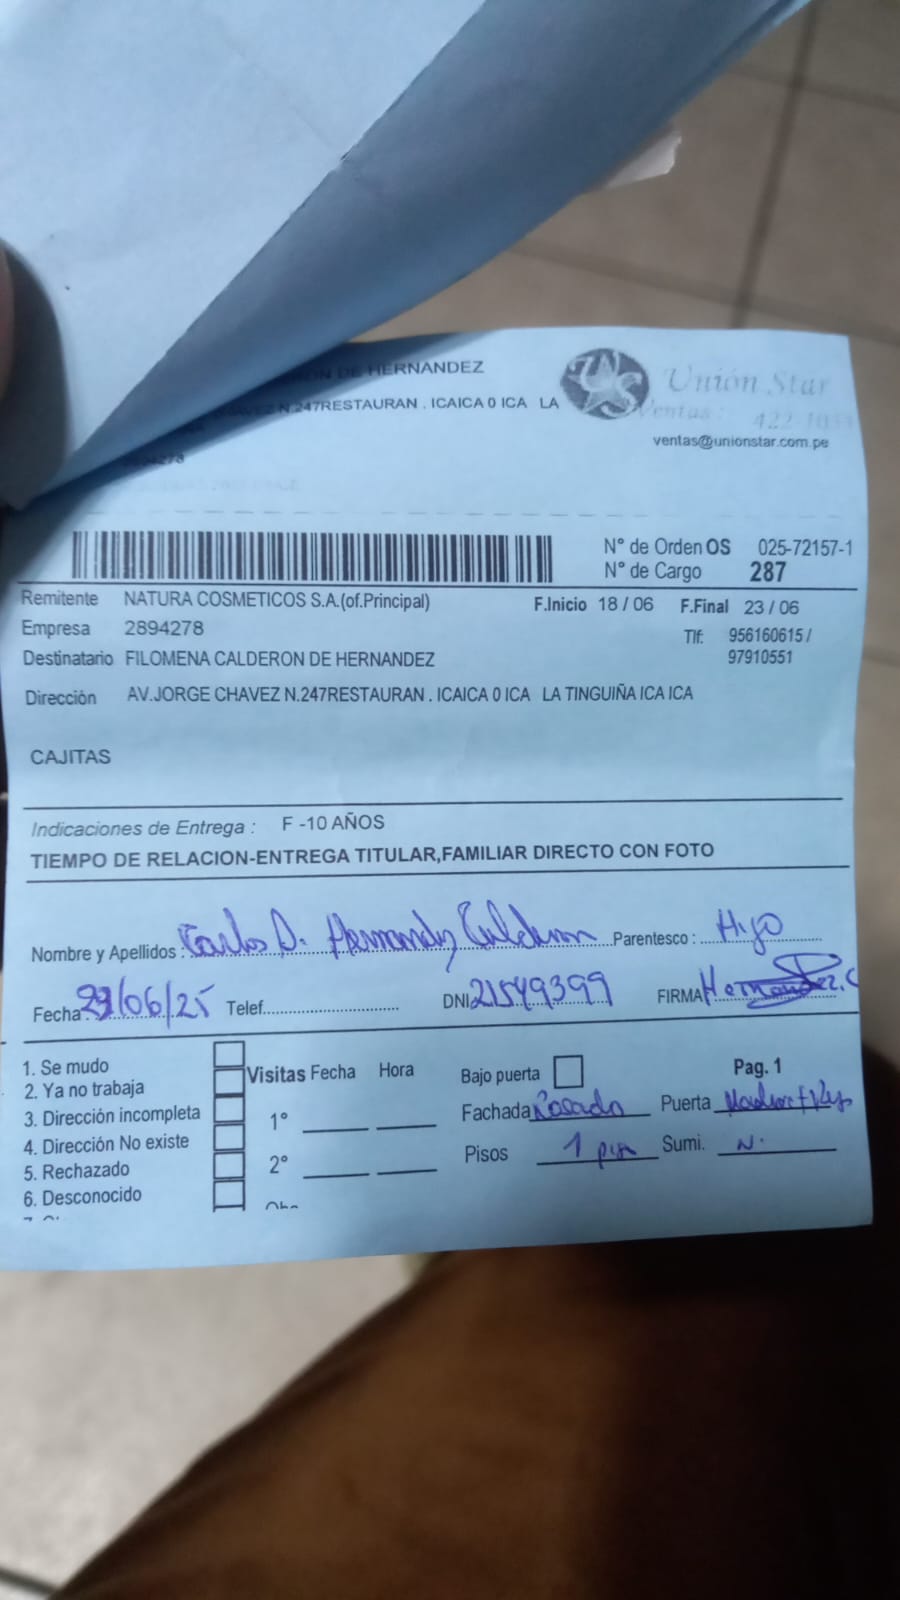 DE HERNANDEZ
N.247RESTAURAN . ICAICA 0 ICA LA
Unión Star
Ventas: 422-
ventas@unionstar.com.pe
N° de Orden OS 025-72157-1
N° de Cargo 287
Remitente NATURA COSMETICOS S.A.(of.Principal) F.Inicio 18 / 06 F.Final 23 / 06
Empresa 2894278 Tlf: 956160615 /
97910551
Destinatario FILOMENA CALDERON DE HERNANDEZ
Dirección AV.JORGE CHAVEZ N.247RESTAURAN . ICAICA 0 ICA LA TINGUIÑA ICA ICA
CAJITAS
Indicaciones de Entrega : F -10 AÑOS
TIEMPO DE RELACION-ENTREGA TITULAR,FAMILIAR DIRECTO CON FOTO
Nombre y Apellidos : Carlos D. Hernandez Calderon Parentesco : Hijo
Fecha /06/25 Telef. DNI 21549399 FIRMA Hernandez.C
1. Se mudo
2. Ya no trabaja
3. Dirección incompleta
4. Dirección No existe
5. Rechazado
6. Desconocido
Visitas Fecha Hora
1°
2°
Bajo puerta Pag. 1
Fachada Rosado Puerta
Pisos 1 piso Sumi. N.